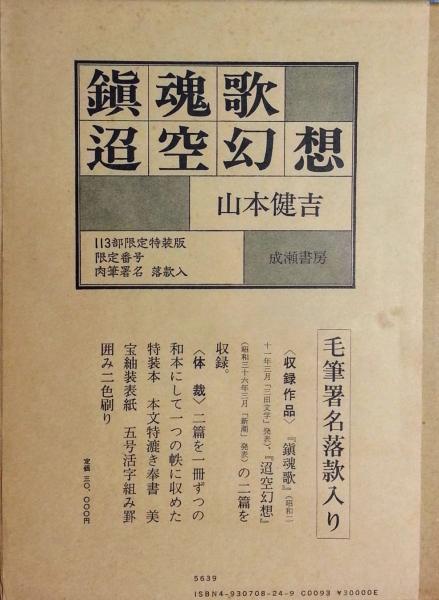 鎭魂歌
迢空幻想
山本健吉
113部限定特装版
限定番号
肉筆署名 落款入
成瀬書房
毛筆署名落款入り
〈収録作品〉『鎭魂歌』(昭和二
十一年三月「三田文学」発表)、『迢空幻想』
(昭和三十六年三月「新潮」発表) の二篇を
収録。
〈体 裁〉二篇を一冊ずつの
和本にして一つの帙に収めた
特装本 本文特漉き奉書 美
宝紬装表紙 五号活字組み罫
囲み二色刷り
定価 三〇、〇〇〇円
5639
ISBN4-930708-24-9 C0093 ¥30000E